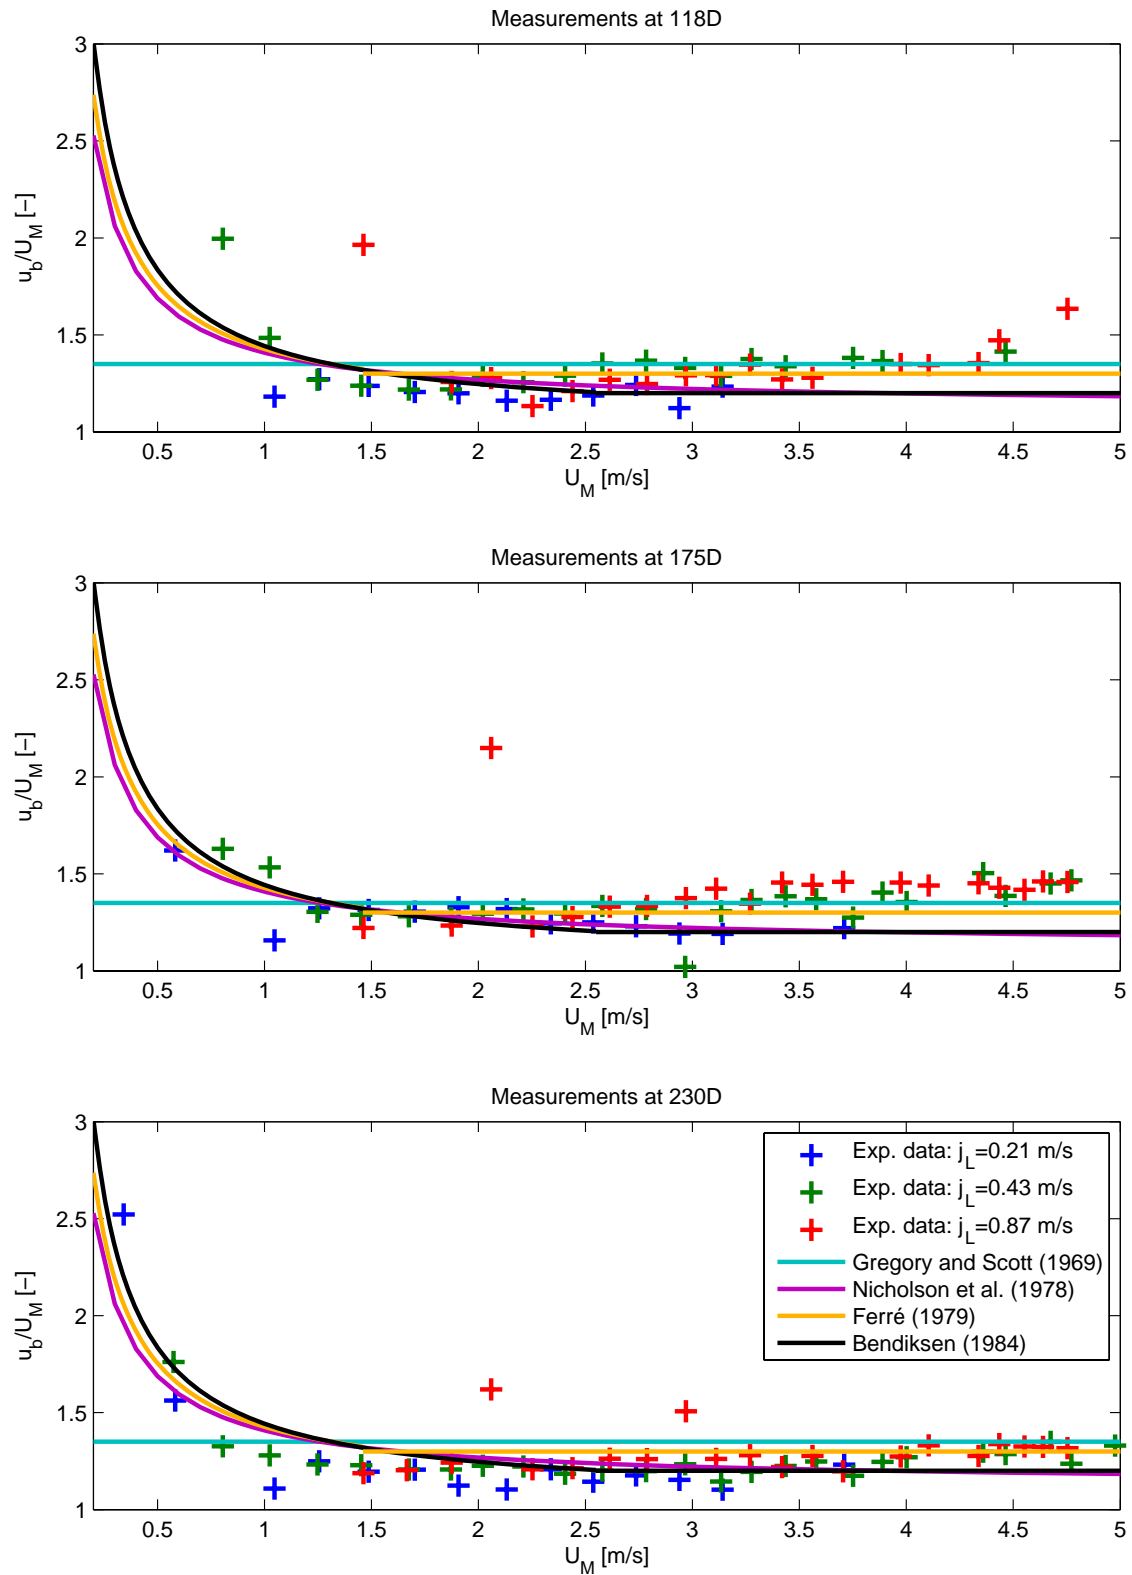 Measurements at 118D
3
2.5
2
1.5
1
u_b/U_M [−]
0.5 1 1.5 2 2.5 3 3.5 4 4.5 5
U_M [m/s]
Measurements at 175D
3
2.5
2
1.5
1
u_b/U_M [−]
0.5 1 1.5 2 2.5 3 3.5 4 4.5 5
U_M [m/s]
Measurements at 230D
3
2.5
2
1.5
1
u_b/U_M [−]
Exp. data: j_L=0.21 m/s
Exp. data: j_L=0.43 m/s
Exp. data: j_L=0.87 m/s
Gregory and Scott (1969)
Nicholson et al. (1978)
Ferré (1979)
Bendiksen (1984)
0.5 1 1.5 2 2.5 3 3.5 4 4.5 5
U_M [m/s]